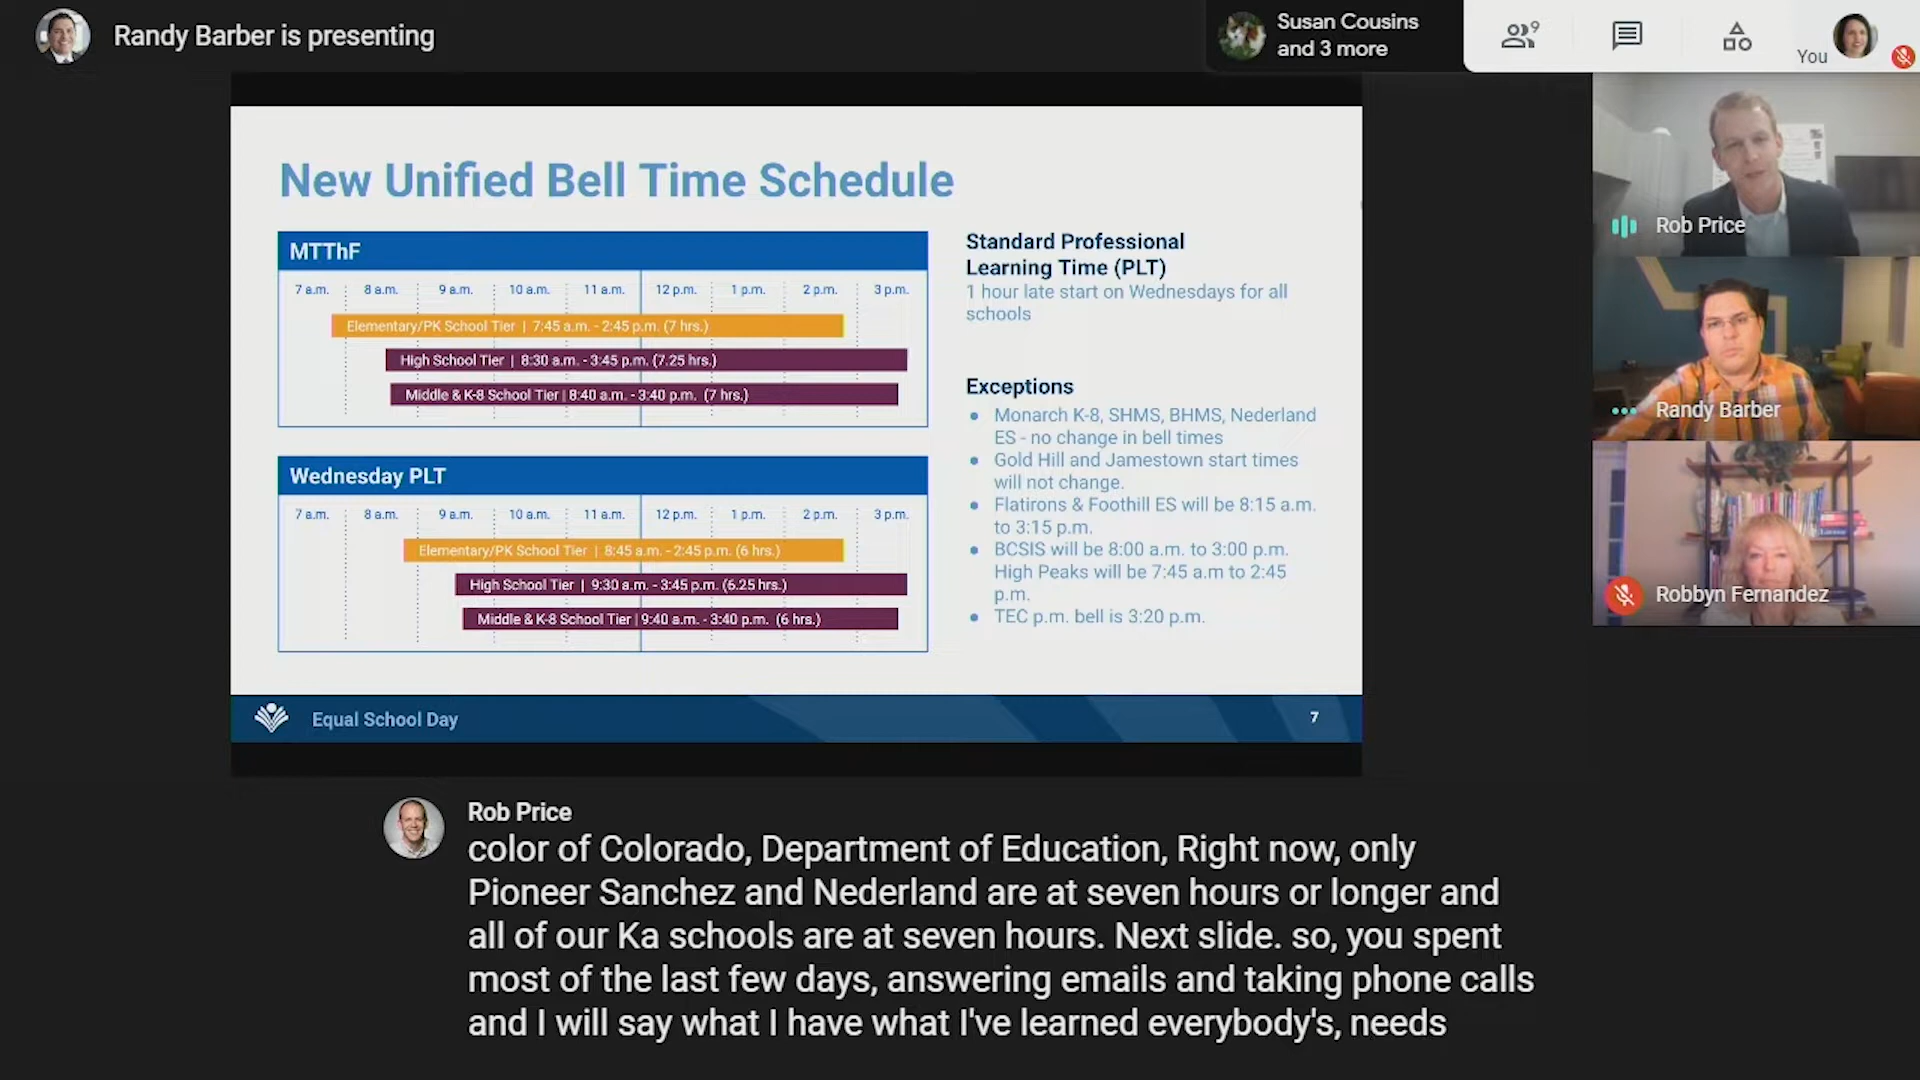 Randy Barber is presenting
Susan Cousins
and 3 more
9
You
New Unified Bell Time Schedule
MTThF
7 a.m. 8 a.m. 9 a.m. 10 a.m. 11 a.m. 12 p.m. 1 p.m. 2 p.m. 3 p.m.
Elementary/PK School Tier | 7:45 a.m. - 2:45 p.m. (7 hrs.)
High School Tier | 8:30 a.m. - 3:45 p.m. (7.25 hrs.)
Middle & K-8 School Tier | 8:40 a.m. - 3:40 p.m. (7 hrs.)
Wednesday PLT
7 a.m. 8 a.m. 9 a.m. 10 a.m. 11 a.m. 12 p.m. 1 p.m. 2 p.m. 3 p.m.
Elementary/PK School Tier | 8:45 a.m. - 2:45 p.m. (6 hrs.)
High School Tier | 9:30 a.m. - 3:45 p.m. (6.25 hrs.)
Middle & K-8 School Tier | 9:40 a.m. - 3:40 p.m. (6 hrs.)
Standard Professional
Learning Time (PLT)
1 hour late start on Wednesdays for all
schools
Exceptions
• Monarch K-8, SHMS, BHMS, Nederland
ES - no change in bell times
• Gold Hill and Jamestown start times
will not change.
• Flatirons & Foothill ES will be 8:15 a.m.
to 3:15 p.m.
• BCSIS will be 8:00 a.m. to 3:00 p.m.
High Peaks will be 7:45 a.m to 2:45
p.m.
• TEC p.m. bell is 3:20 p.m.
Equal School Day
7
Rob Price
Randy Barber
Robbyn Fernandez
Rob Price
color of Colorado, Department of Education, Right now, only
Pioneer Sanchez and Nederland are at seven hours or longer and
all of our Ka schools are at seven hours. Next slide. so, you spent
most of the last few days, answering emails and taking phone calls
and I will say what I have what I've learned everybody's, needs